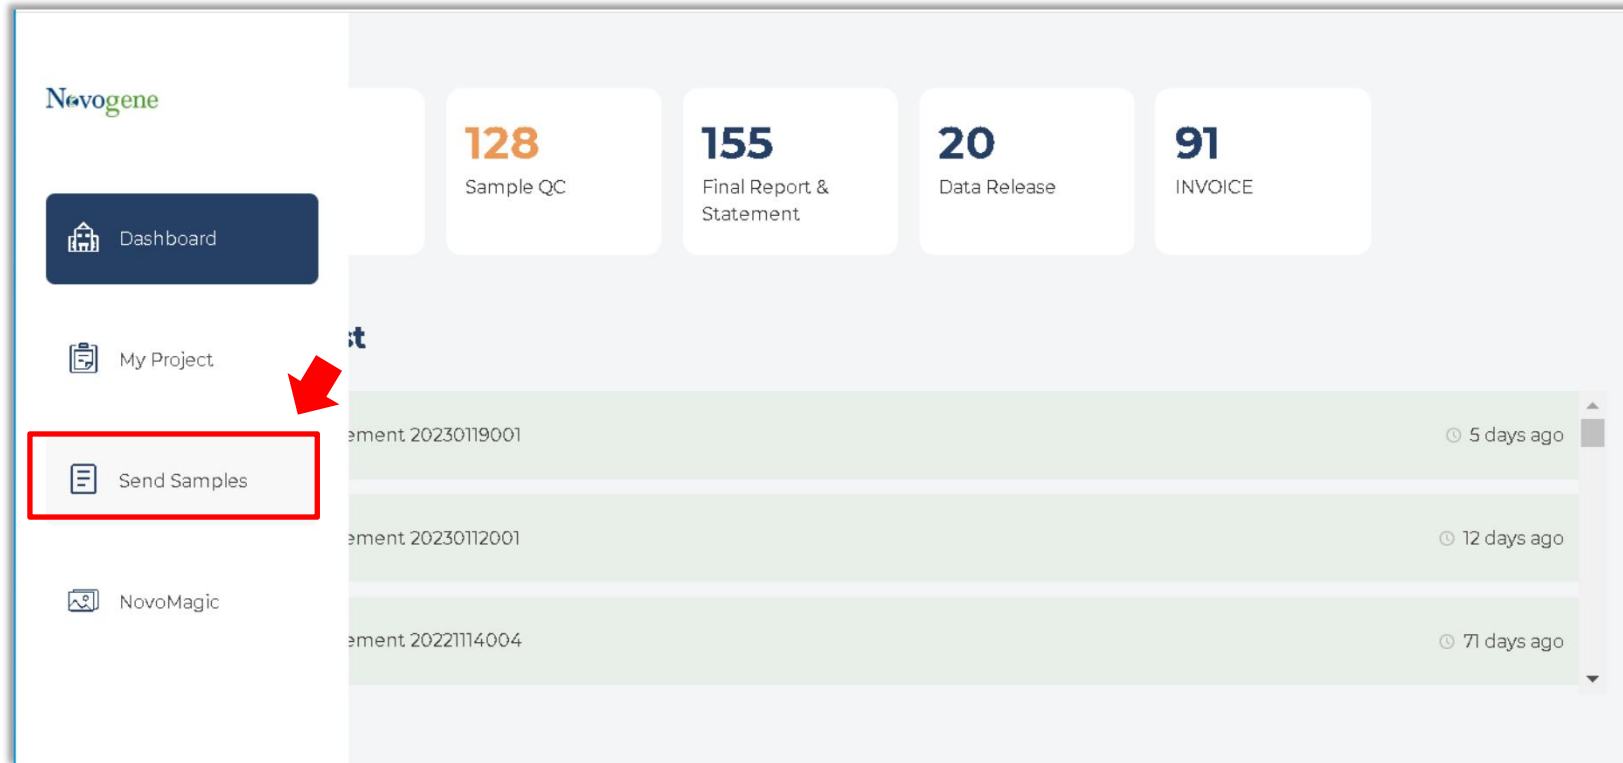 Novogene
Dashboard
My Project
Send Samples
NovoMagic
128
Sample QC
155
Final Report &
Statement
20
Data Release
91
INVOICE
st
ement 20230119001
5 days ago
ement 20230112001
12 days ago
ement 20221114004
71 days ago